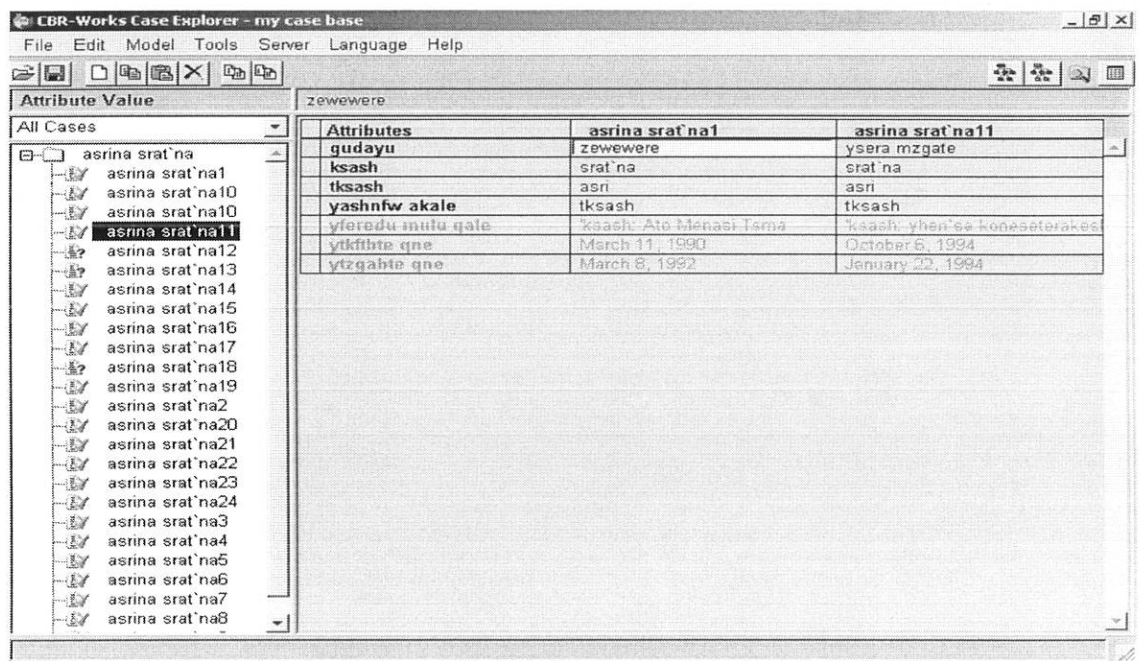 CBR-Works Case Explorer - my case base
File Edit Model Tools Server Language Help
Attribute Value
zewewere
All Cases
asrina srat`na
asrina srat`na1
asrina srat`na10
asrina srat`na10
asrina srat`na11
asrina srat`na12
asrina srat`na13
asrina srat`na14
asrina srat`na15
asrina srat`na16
asrina srat`na17
asrina srat`na18
asrina srat`na19
asrina srat`na2
asrina srat`na20
asrina srat`na21
asrina srat`na22
asrina srat`na23
asrina srat`na24
asrina srat`na3
asrina srat`na4
asrina srat`na5
asrina srat`na6
asrina srat`na7
asrina srat`na8
Attributes asrina srat`na1 asrina srat`na11
gudayu zewewere ysera mzgate
ksash srat`na srat`na
tksash asri asri
yashnfw akale tksash tksash
yferedu mulu qale 'ksash: Ato Menasi Tsma 'ksash: yhen'sa
ytkftbte qne March 11, 1990 October 6, 1994
ytzgabte qne March 8, 1992 January 22, 1994